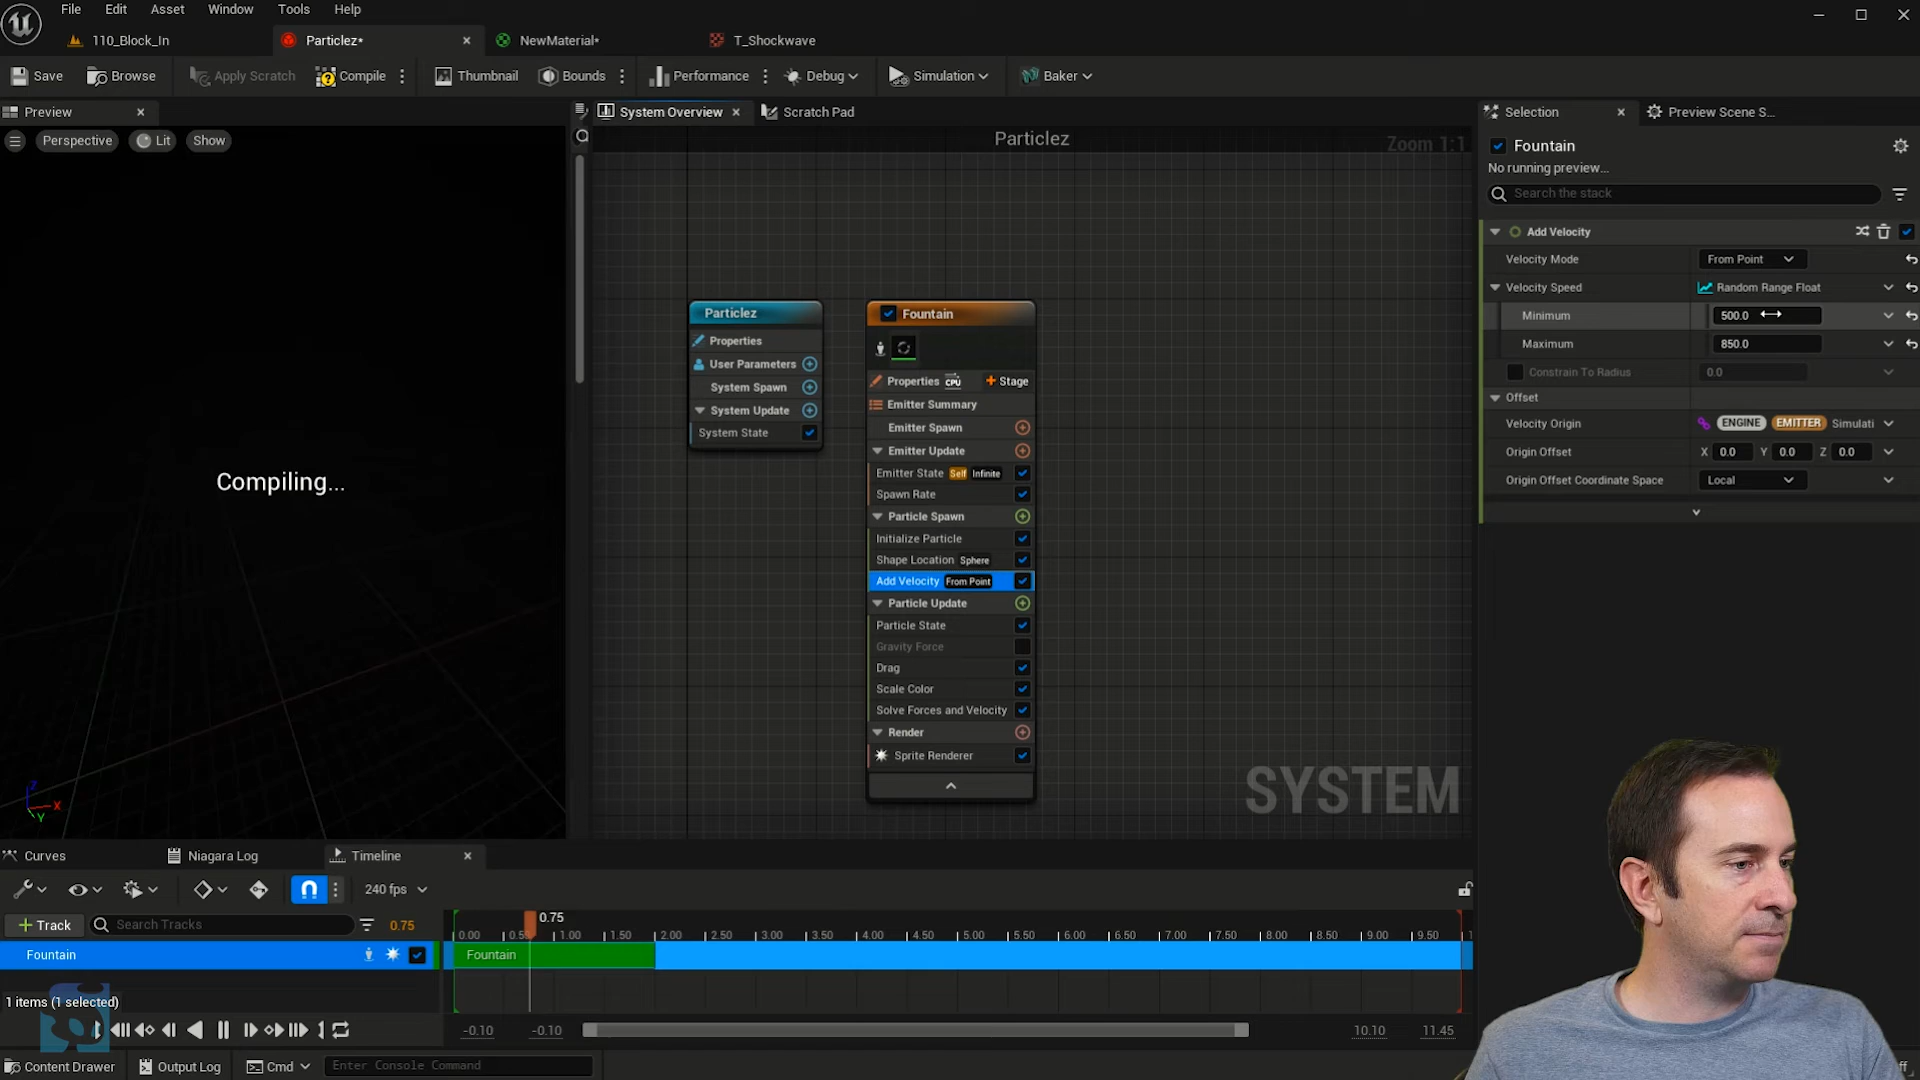 File Edit Asset Window Tools Help
110_Block_In Particlez* NewMaterial* T_Shockwave
Save Browse Apply Scratch Compile Thumbnail Bounds Performance Debug Simulation Baker
Preview System Overview Scratch Pad Selection Preview Scene S...
Perspective Lit Show
Particlez
Zoom 1:1
Fountain
No running preview...
Search the stack
Add Velocity
Velocity Mode From Point
Velocity Speed Random Range Float
Minimum 500.0
Maximum 850.0
Constrain To Radius 0.0
Offset
Velocity Origin ENGINE EMITTER Simulati
Origin Offset X 0.0 Y 0.0 Z 0.0
Origin Offset Coordinate Space Local
Compiling...
Z
X
Y
Particlez
Properties
User Parameters
System Spawn
System Update
System State
Fountain
Properties CPU Stage
Emitter Summary
Emitter Spawn
Emitter Update
Emitter State Self Infinite
Spawn Rate
Particle Spawn
Initialize Particle
Shape Location Sphere
Add Velocity From Point
Particle Update
Particle State
Gravity Force
Drag
Scale Color
Solve Forces and Velocity
Render
Sprite Renderer
SYSTEM
Curves Niagara Log Timeline
240 fps
Track Search Tracks 0.75
0.75
0.00 0.50 1.00 1.50 2.00 2.50 3.00 3.50 4.00 4.50 5.00 5.50 6.00 6.50 7.00 7.50 8.00 8.50 9.00 9.50
Fountain Fountain
1 items (1 selected)
-0.10 -0.10 10.10 11.45
Content Drawer Output Log Cmd Enter Console Command